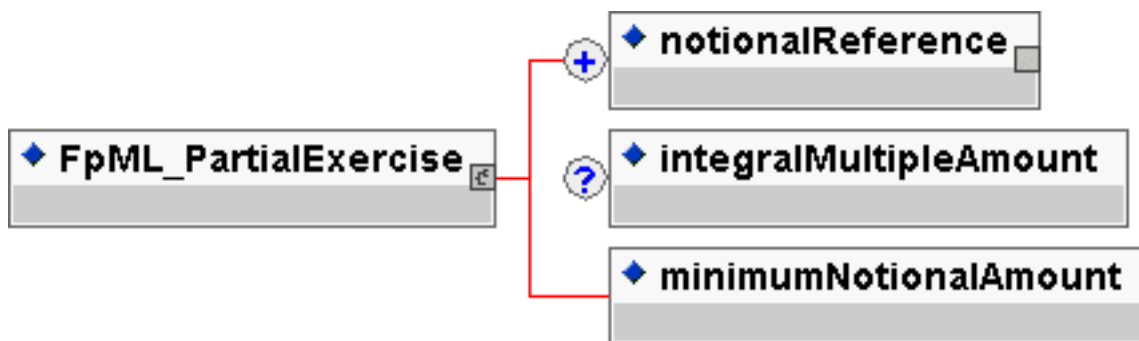 notionalReference
+
FpML_PartialExercise
integralMultipleAmount
?
minimumNotionalAmount